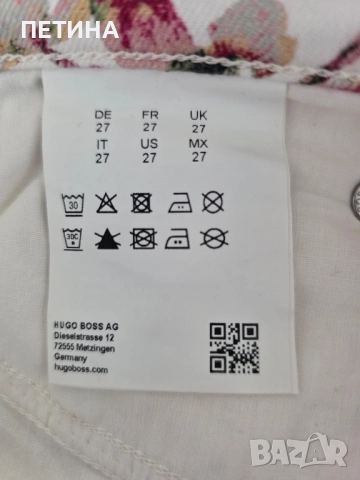 ПЕТИНА
DE FR UK
27 27 27
IT US MX
27 27 27
30
30C
HUGO BOSS AG
Dieselstrasse 12
72555 Metzingen
Germany
hugoboss.com
BAZAR